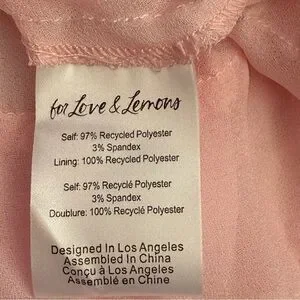 for Love & Lemons
Self: 97% Recycled Polyester
3% Spandex
Lining: 100% Recycled Polyester
Self: 97% Recyclé Polyester
3% Spandex
Doublure: 100% Recyclé Polyester
Designed In Los Angeles
Assembled In China
Conçu à Los Angeles
Assemblé en Chine